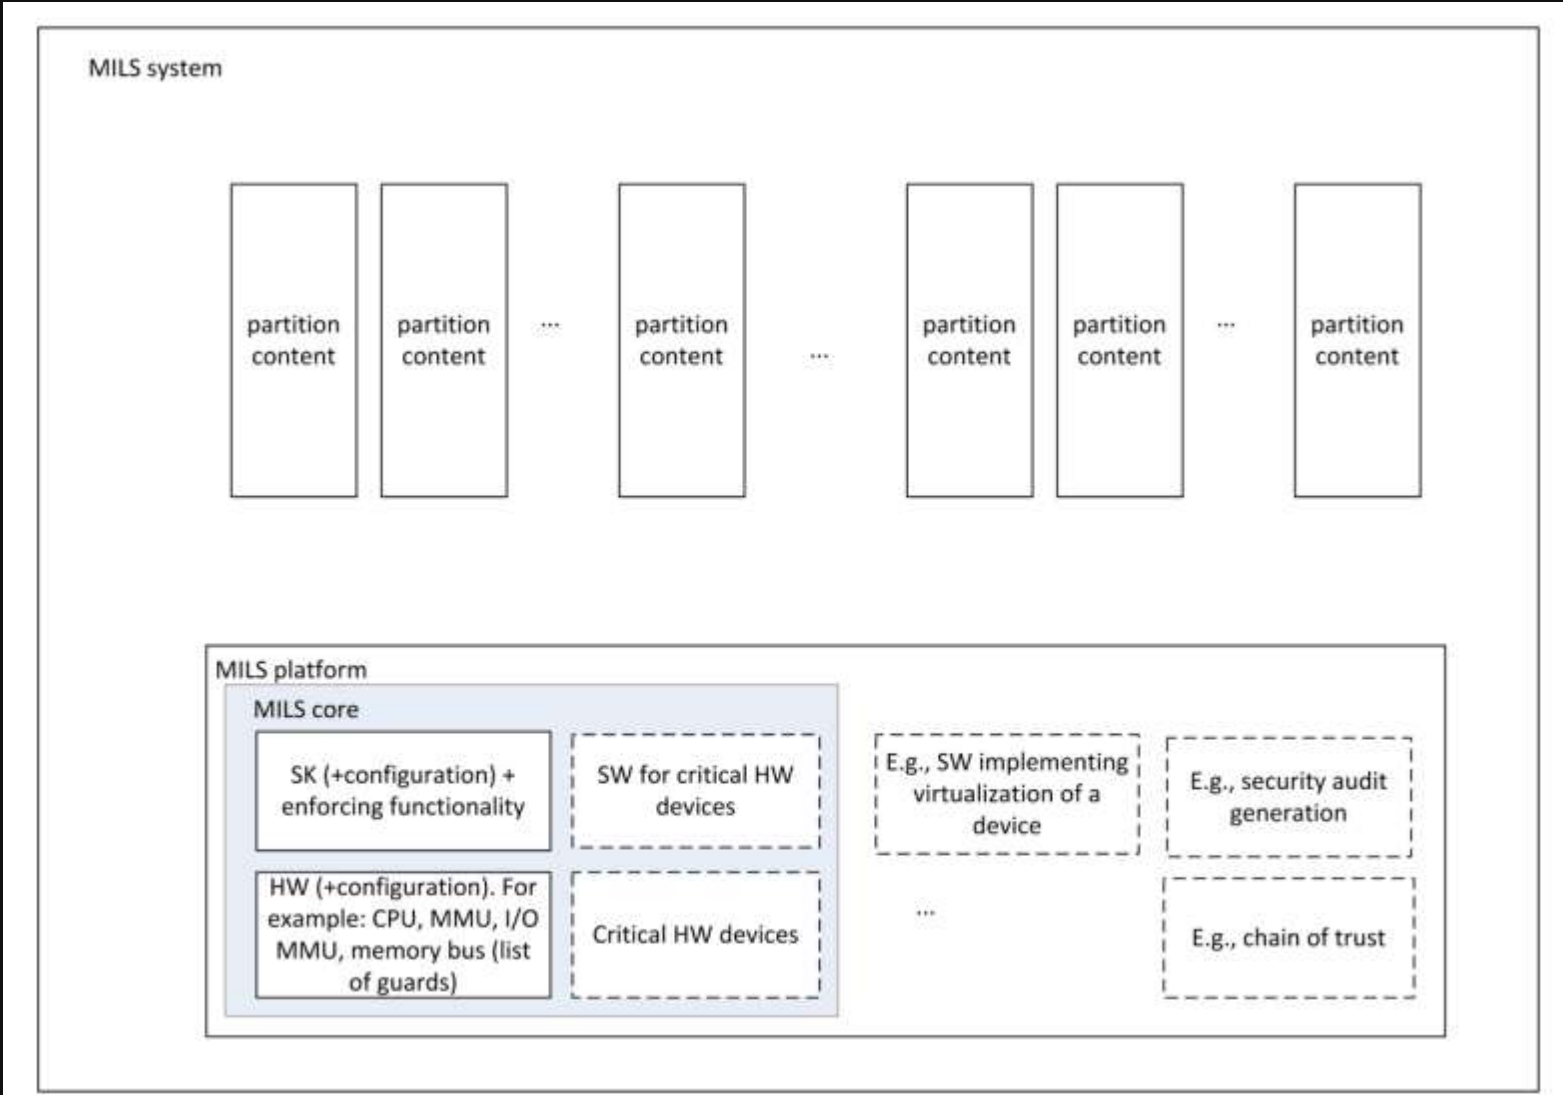 MILS system
partition
content
partition
content
...
partition
content
...
partition
content
partition
content
...
partition
content
MILS platform
MILS core
SK (+configuration) +
enforcing functionality
SW for critical HW
devices
E.g., SW implementing
virtualization of a
device
E.g., security audit
generation
HW (+configuration). For
example: CPU, MMU, I/O
MMU, memory bus (list
of guards)
Critical HW devices
...
E.g., chain of trust